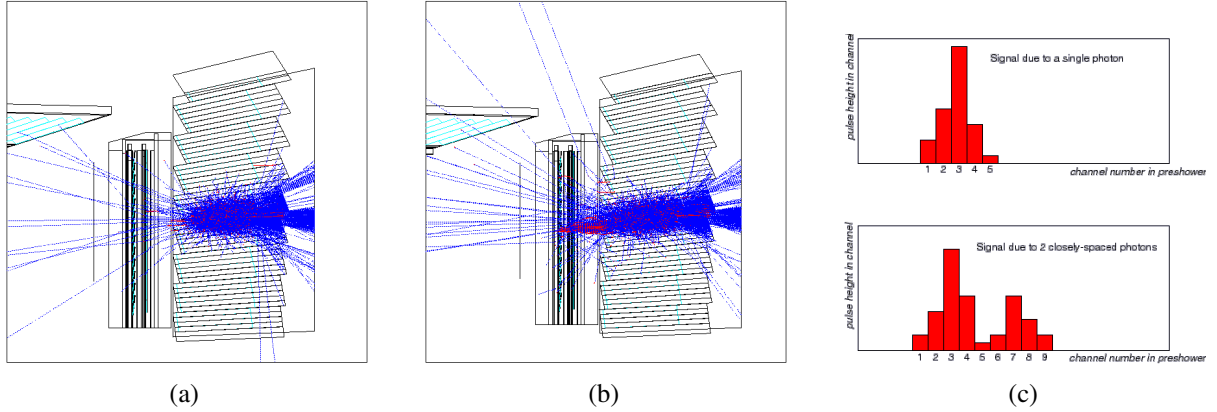 pulse height in channel
Signal due to a single photon
1 2 3 4 5
channel number in preshower
pulse height in channel
Signal due to 2 closely-spaced photons
1 2 3 4 5 6 7 8 9
channel number in preshower
(a)
(b)
(c)